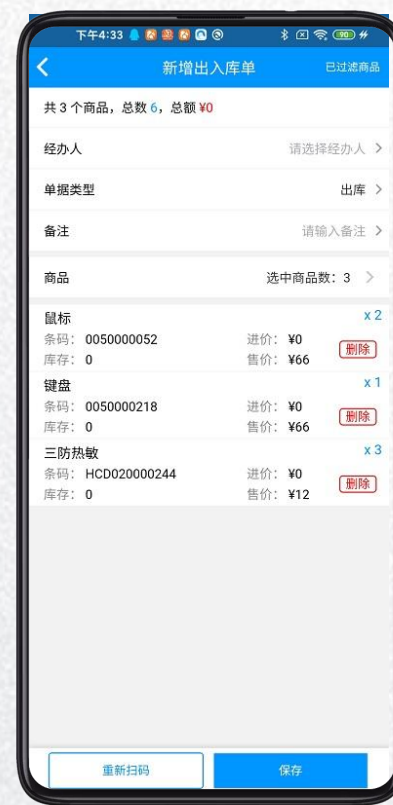 下午4:33
90
新增出入库单
已过滤商品
共 3 个商品，总数 6，总额 ¥0
经办人 请选择经办人
单据类型 出库
备注 请输入备注
商品 选中商品数：3
鼠标 x 2
条码： 0050000052 进价： ¥0
删除
库存： 0 售价： ¥66
键盘 x 1
条码： 0050000218 进价： ¥0
删除
库存： 0 售价： ¥66
三防热敏 x 3
条码： HCD020000244 进价： ¥0
删除
库存： 0 售价： ¥12
重新扫码 保存